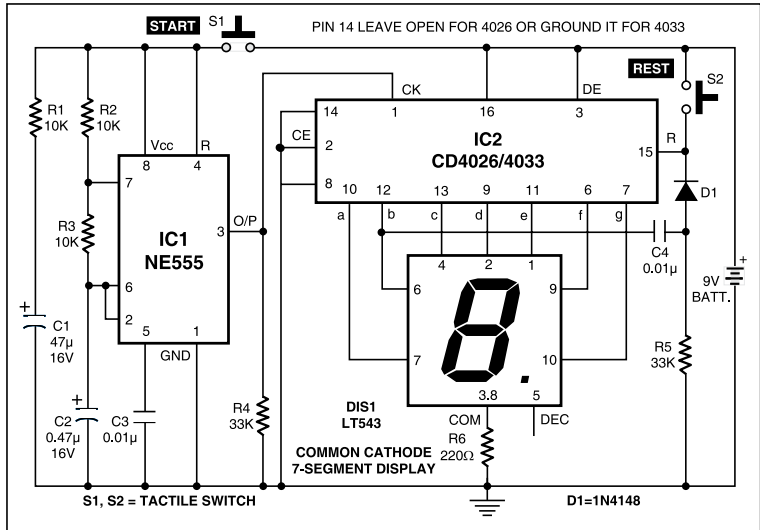 START
S1
PIN 14 LEAVE OPEN FOR 4026 OR GROUND IT FOR 4033
REST
S2
CK
DE
14
1
16
3
R1
10K
R2
10K
IC2
CD4026/4033
CE
2
R
15
Vcc
R
8
4
8
10
12
13
9
11
6
7
D1
7
a
b
c
d
e
f
g
R3
10K
O/P
3
IC1
NE555
C4
0.01µ
4
2
1
+
9V
BATT.
6
2
6
9
+
C1
47µ
16V
5
1
GND
7
10
R5
33K
3.8
5
+
C2
0.47µ
16V
C3
0.01µ
R4
33K
DIS1
LT543
COM
DEC
R6
220Ω
COMMON CATHODE
7-SEGMENT DISPLAY
S1, S2 = TACTILE SWITCH
D1=1N4148
8.